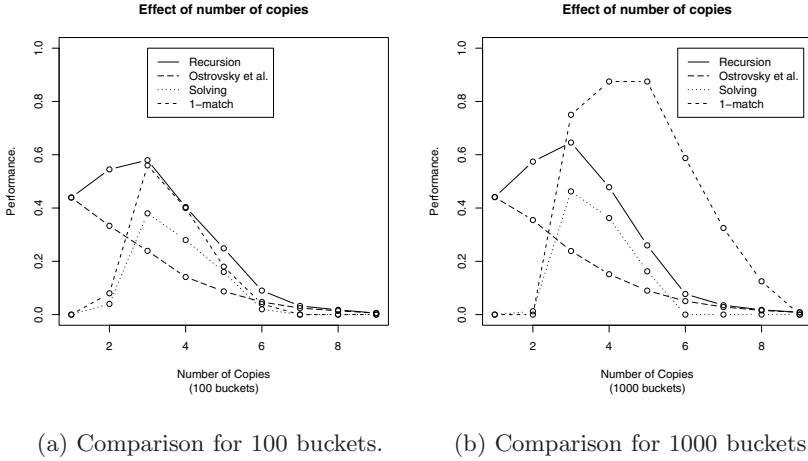 Effect of number of copies
1.0
0.8
0.6
0.4
0.2
0.0
Performance.
Recursion
Ostrovsky et al.
Solving
1−match
2 4 6 8
Number of Copies
(100 buckets)
(a) Comparison for 100 buckets.
Effect of number of copies
1.0
0.8
0.6
0.4
0.2
0.0
Performance.
Recursion
Ostrovsky et al.
Solving
1−match
2 4 6 8
Number of Copies
(1000 buckets)
(b) Comparison for 1000 buckets